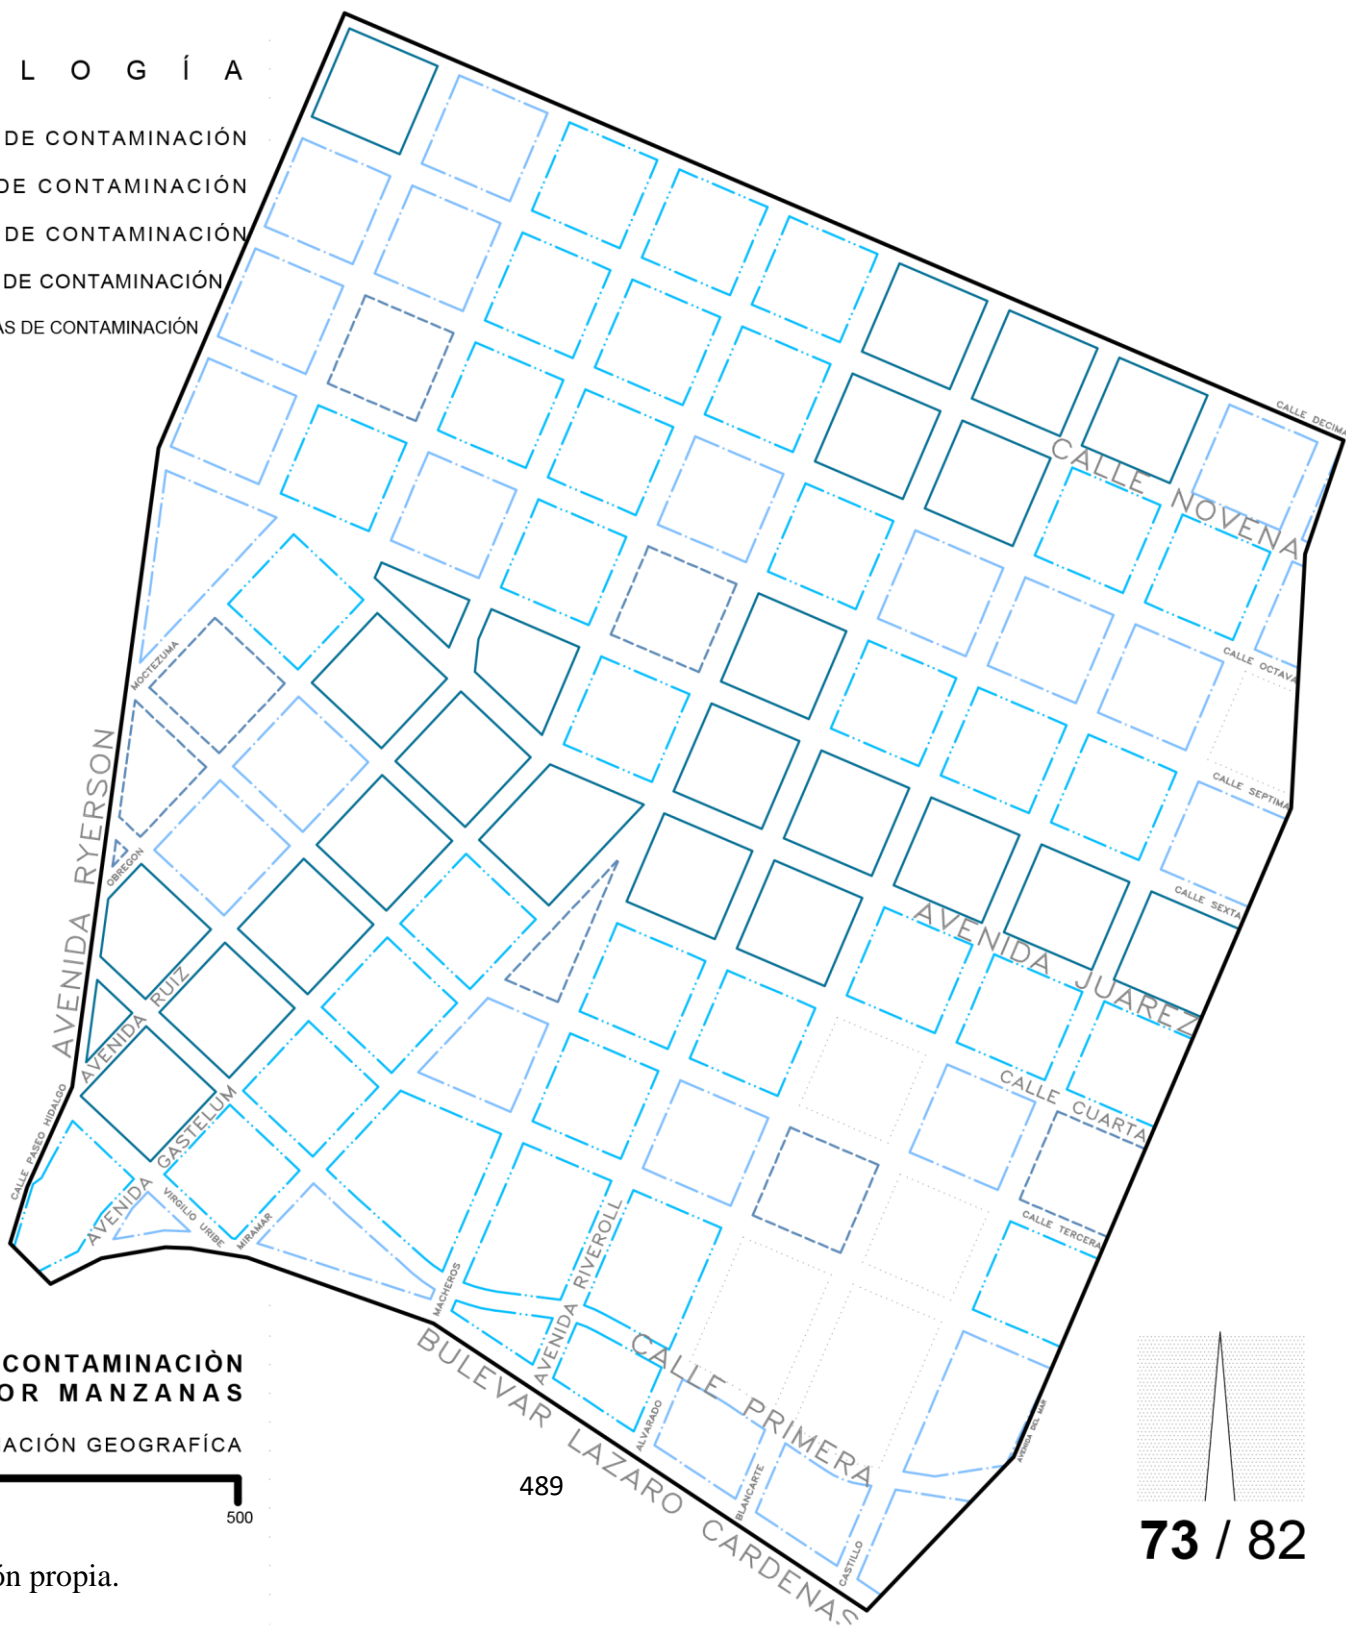 L O G Í A
DE CONTAMINACIÓN
DE CONTAMINACIÓN
DE CONTAMINACIÓN
DE CONTAMINACIÓN
AS DE CONTAMINACIÓN
CALLE DECIMA
CALLE NOVENA
CALLE OCTAVA
CALLE SEPTIMA
CALLE SEXTA
AVENIDA JUAREZ
CALLE CUARTA
CALLE TERCERA
MOCTEZUMA
AVENIDA RYERSON
OBREGON
AVENIDA RUIZ
CALLE PASEO HIDALGO
AVENIDA GASTELUM
VIRGILIO URIBE
MIRAMAR
MACHEROS
AVENIDA RIVEROLL
CALLE PRIMERA
ALVARADO
BLANCARTE
CASTILLO
AVENIDA DEL MAR
BULEVAR LAZARO CARDENAS
CONTAMINACIÒN
OR MANZANAS
ACIÓN GEOGRAFÍCA
500
489
73 / 82
ón propia.